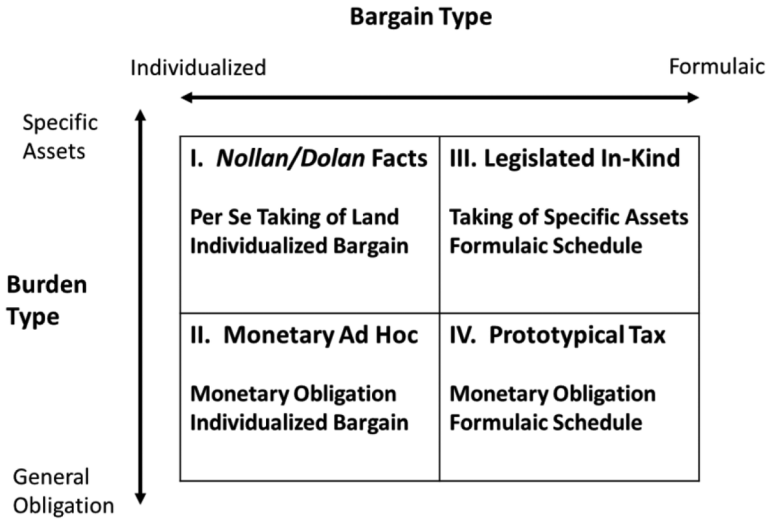 Bargain Type
Individualized
Formulaic
Specific
Assets
I. Nollan/Dolan Facts
Per Se Taking of Land
Individualized Bargain
III. Legislated In-Kind
Taking of Specific Assets
Formulaic Schedule
Burden
Type
II. Monetary Ad Hoc
Monetary Obligation
Individualized Bargain
IV. Prototypical Tax
Monetary Obligation
Formulaic Schedule
General
Obligation